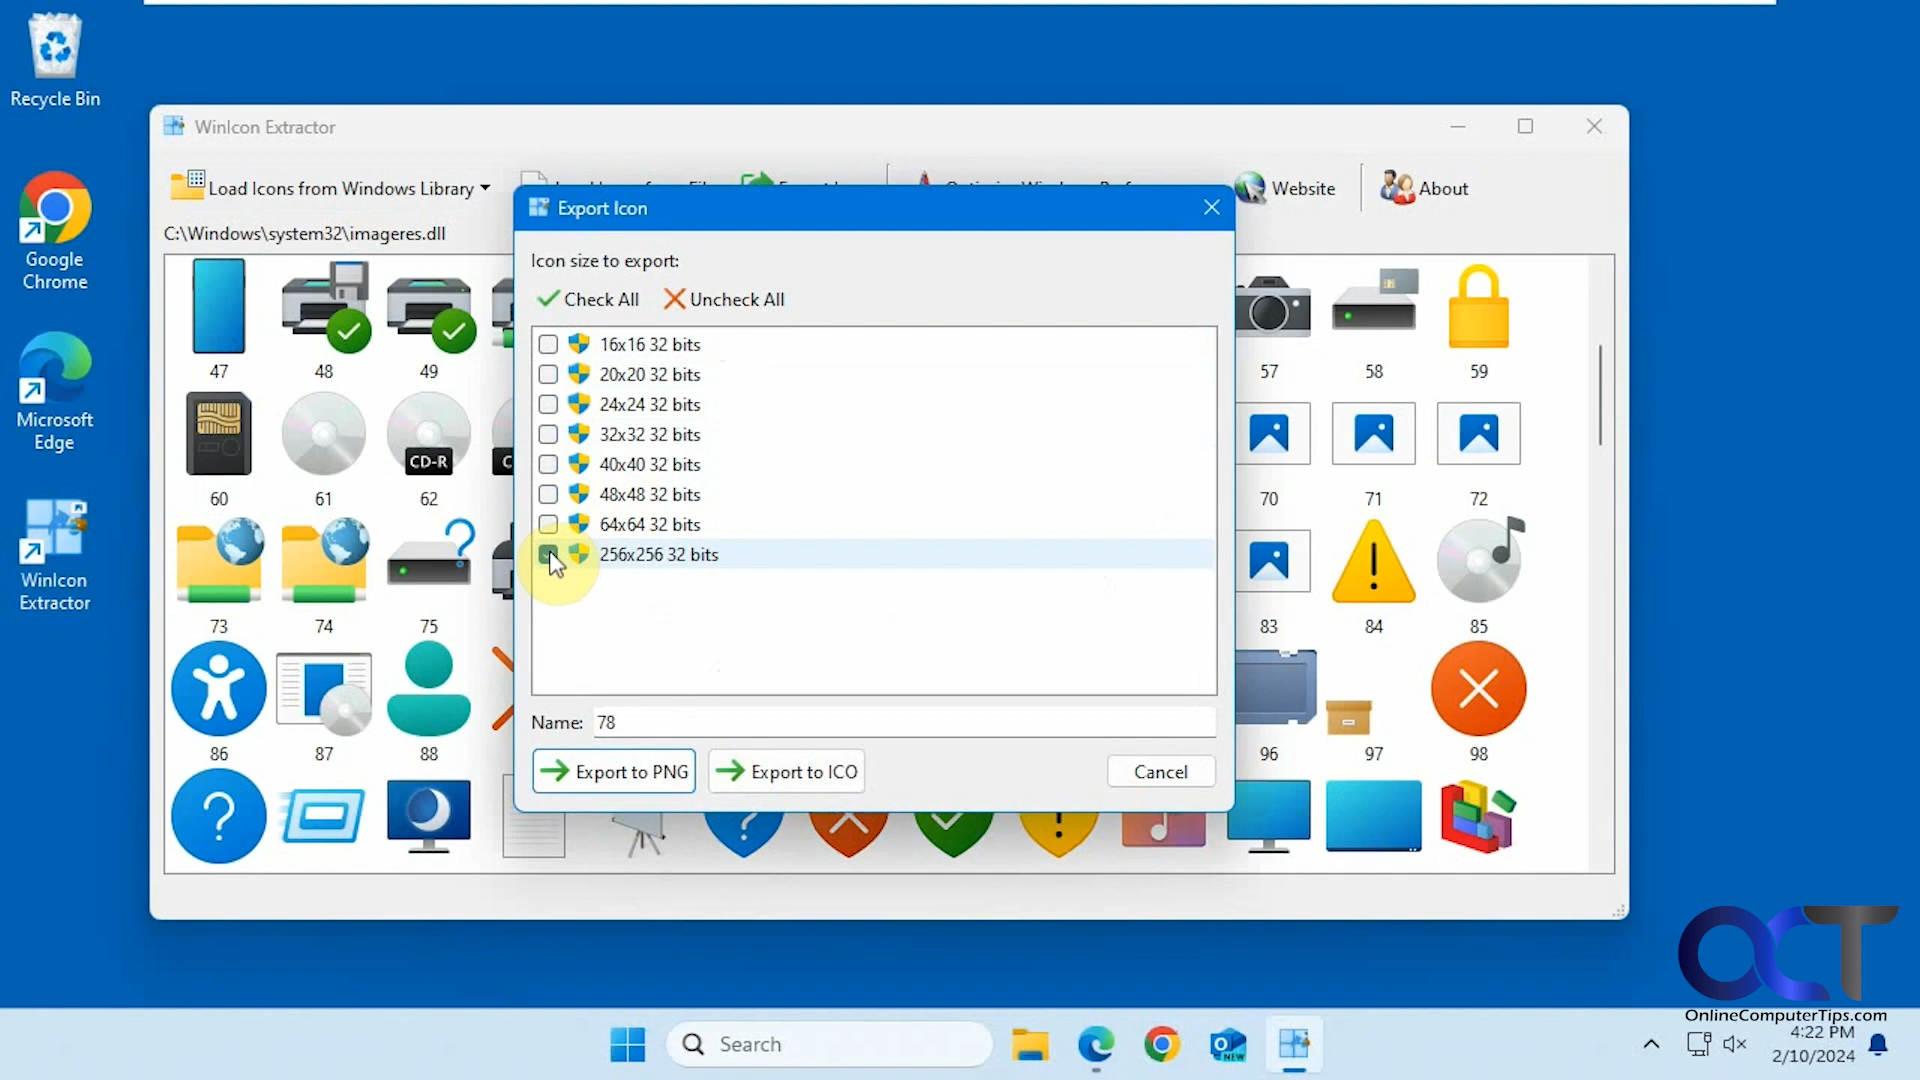 Recycle Bin
Google
Chrome
Microsoft
Edge
WinIcon
Extractor
WinIcon Extractor
Load Icons from Windows Library
Website
About
C:\Windows\system32\imageres.dll
Export Icon
Icon size to export:
Check All
Uncheck All
16x16 32 bits
20x20 32 bits
24x24 32 bits
32x32 32 bits
40x40 32 bits
48x48 32 bits
64x64 32 bits
256x256 32 bits
Name: 78
Export to PNG
Export to ICO
Cancel
47 48 49 57 58 59
CD-R
60 61 62 70 71 72
73 74 75 83 84 85
86 87 88 96 97 98
OCT
OnlineComputerTips.com
Search
NEW
4:22 PM
2/10/2024